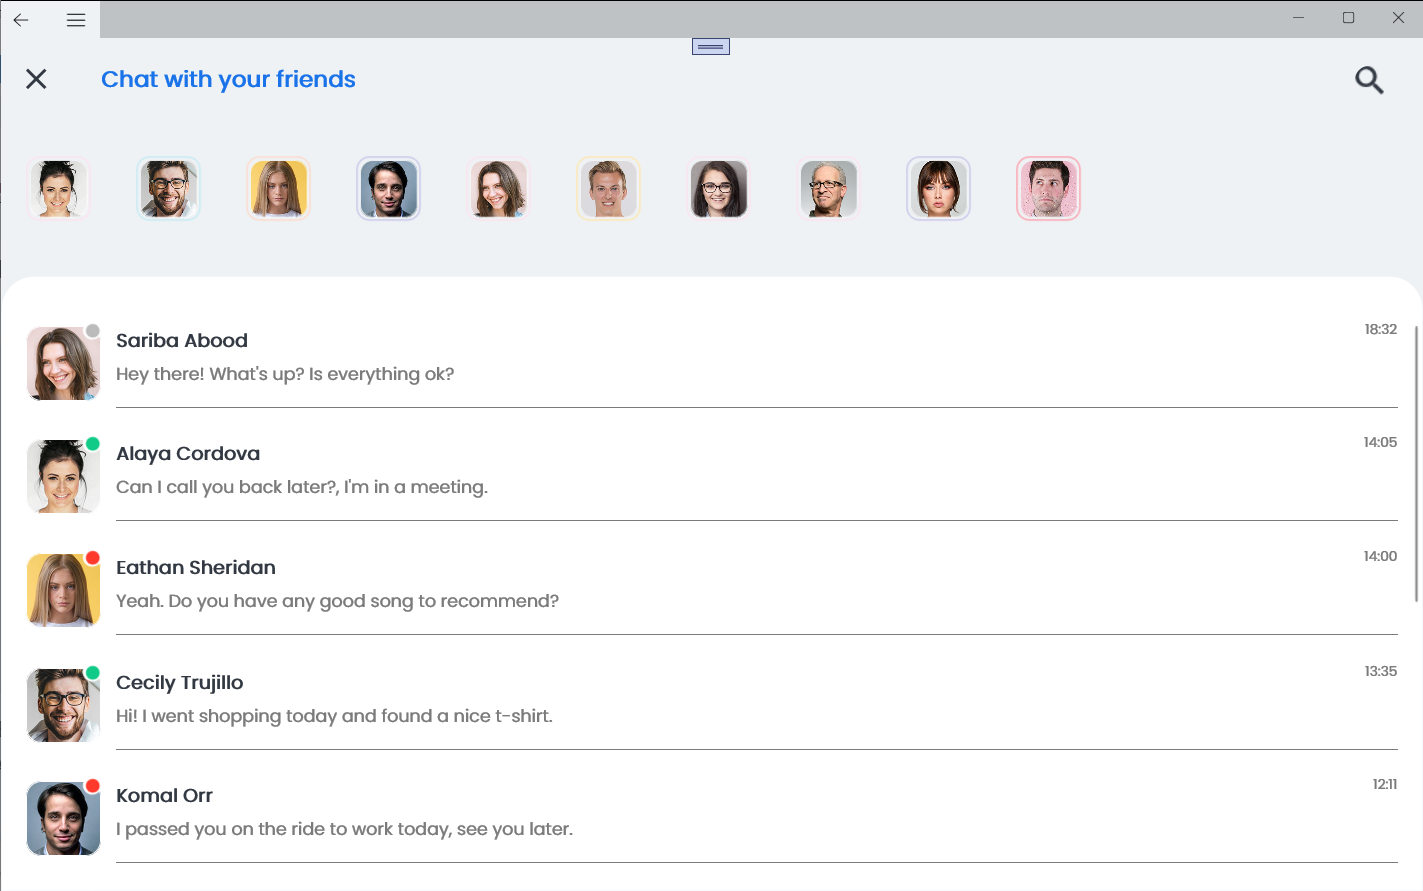 Chat with your friends
Sariba Abood
18:32
Hey there! What's up? Is everything ok?
Alaya Cordova
14:05
Can I call you back later?, I'm in a meeting.
Eathan Sheridan
14:00
Yeah. Do you have any good song to recommend?
Cecily Trujillo
13:35
Hi! I went shopping today and found a nice t-shirt.
Komal Orr
12:11
I passed you on the ride to work today, see you later.